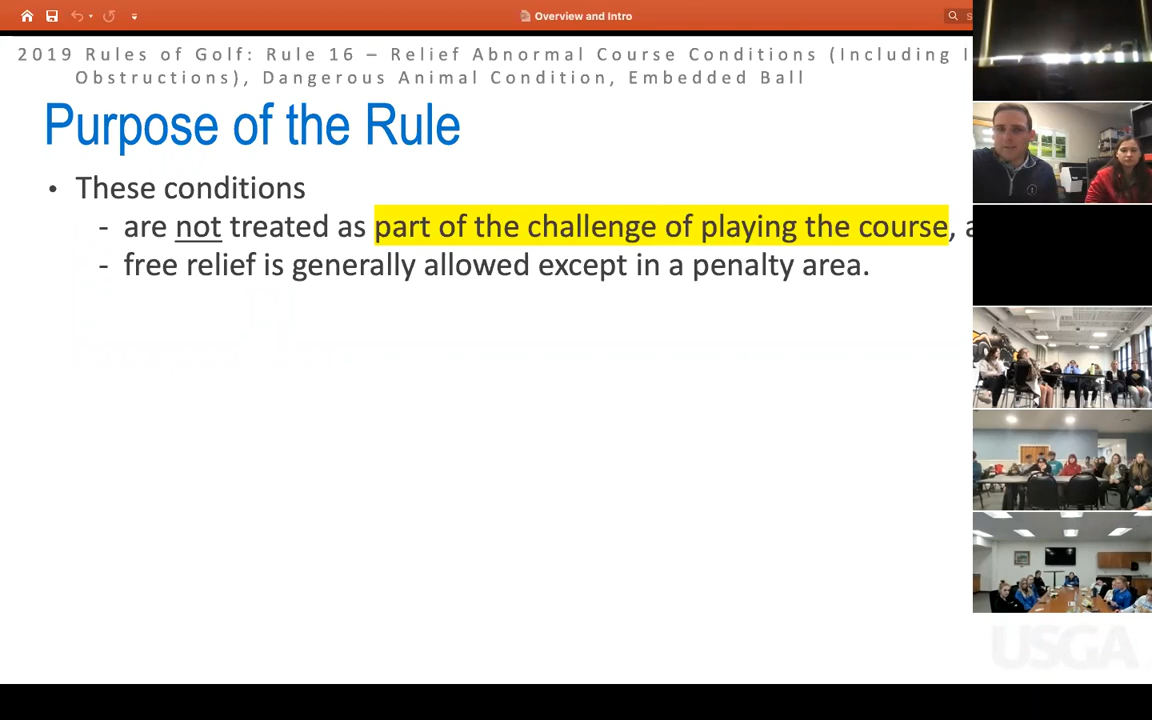 Overview and Intro
2019 Rules of Golf: Rule 16 – Relief Abnormal Course Conditions (Including
Obstructions), Dangerous Animal Condition, Embedded Ball
Purpose of the Rule
• These conditions
- are not treated as part of the challenge of playing the course,
- free relief is generally allowed except in a penalty area.
USGA